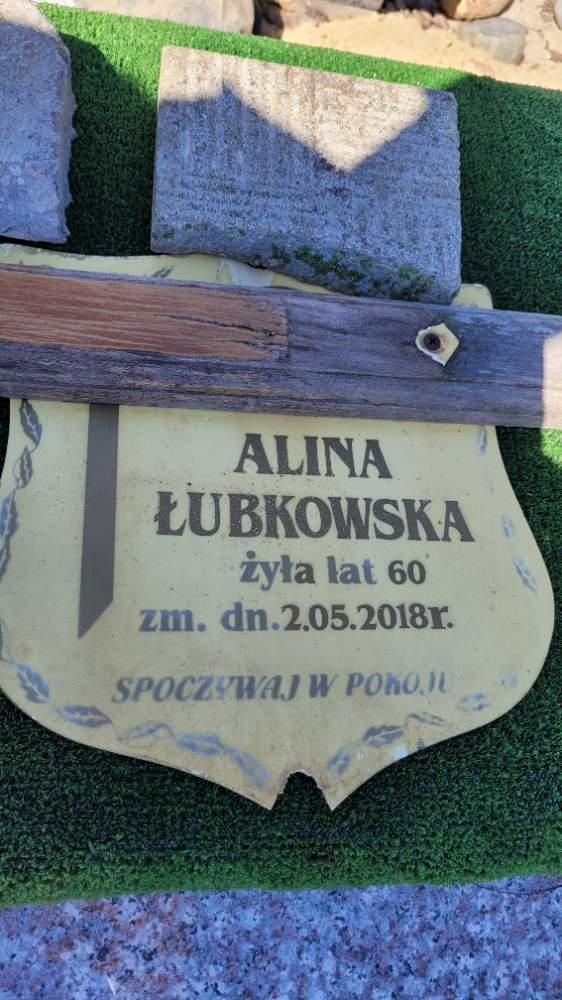 ALINA
ŁUBKOWSKA
żyła lat 60
zm. dn. 2.05.2018r.
SPOCZYWAJ W POKOJU